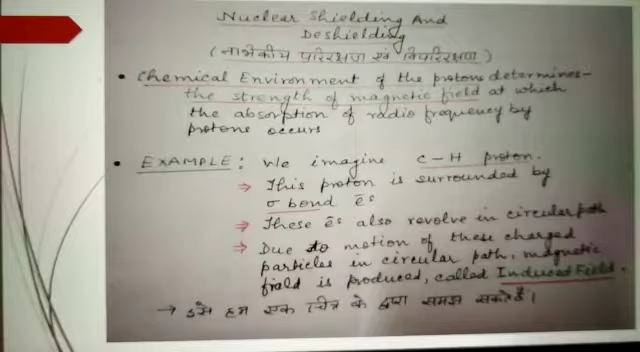 Nuclear Shielding And
Deshielding
(नाभिकीय परिरक्षण एवं विपरिरक्षण)
• Chemical Environment of the protons determines-
the strength of magnetic field at which
the absorption of radio frequency by
protons occurs
• EXAMPLE: We imagine C-H proton.
⇒ This proton is surrounded by
σ bond ēs
⇒ These ēs also revolve in circular path
⇒ Due to motion of these charged
particles in circular path, magnetic
field is produced, called Induced Field.
→ इसे हम एक चित्र के द्वारा समझ सकते हैं।